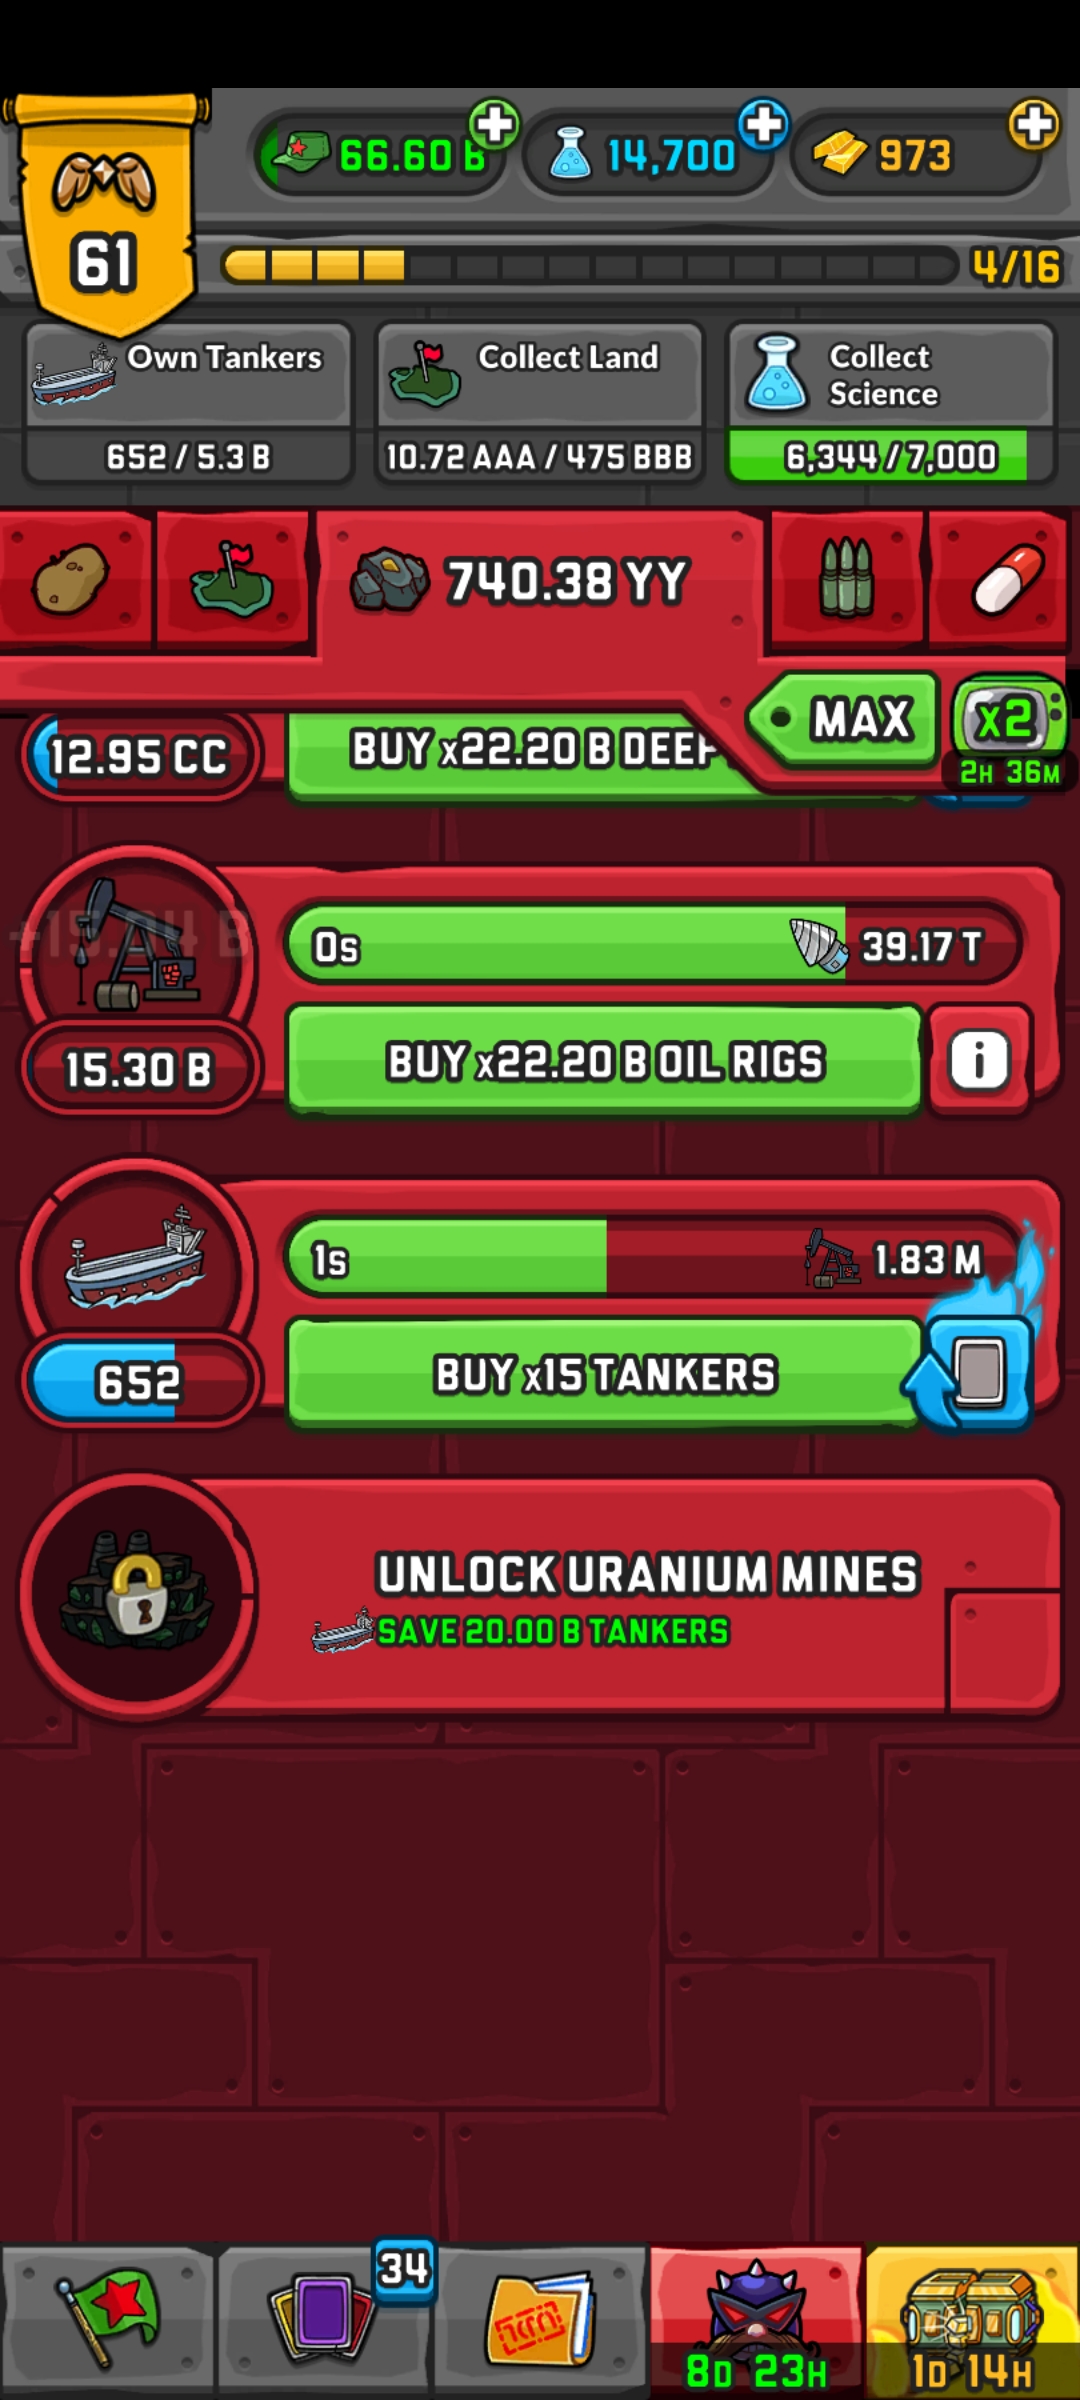 66.60 B
14,700
973
61
4/16
Own Tankers
652 / 5.3 B
Collect Land
10.72 AAA / 475 BBB
Collect
Science
6,344 / 7,000
740.38 YY
MAX
x2
2H 36M
12.95 CC
BUY x22.20 B DEEP
0s
39.17 T
15.30 B
BUY x22.20 B OIL RIGS
i
1s
1.83 M
652
BUY x15 TANKERS
UNLOCK URANIUM MINES
SAVE 20.00 B TANKERS
34
8D 23H
1D 14H